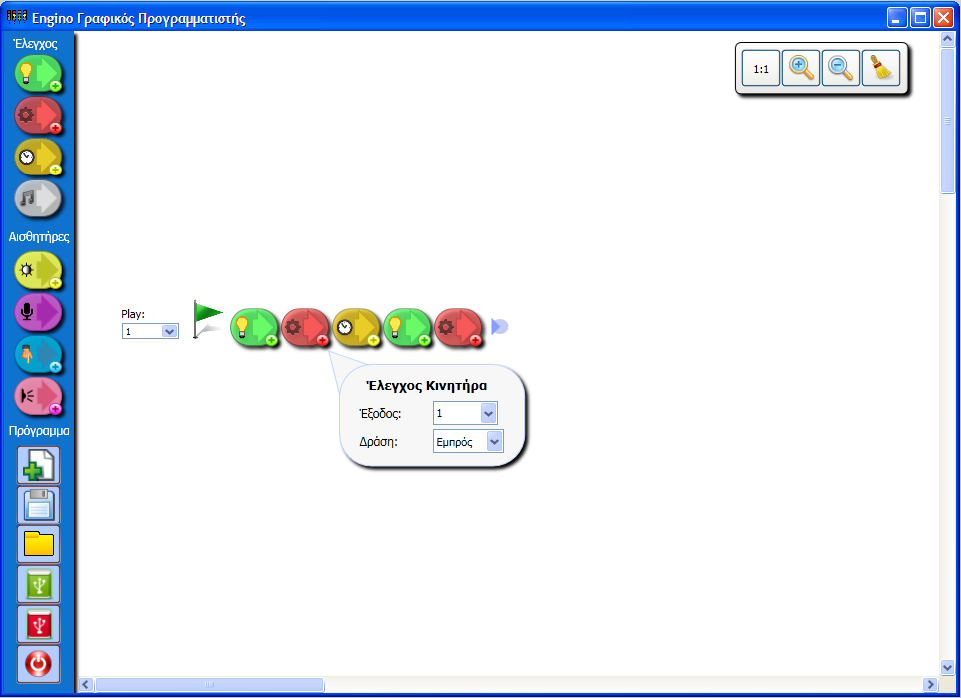 Engino Γραφικός Προγραμματιστής
Έλεγχος
1:1
Αισθητήρες
Play:
1
Έλεγχος Κινητήρα
Έξοδος:
1
Δράση:
Εμπρός
Πρόγραμμα